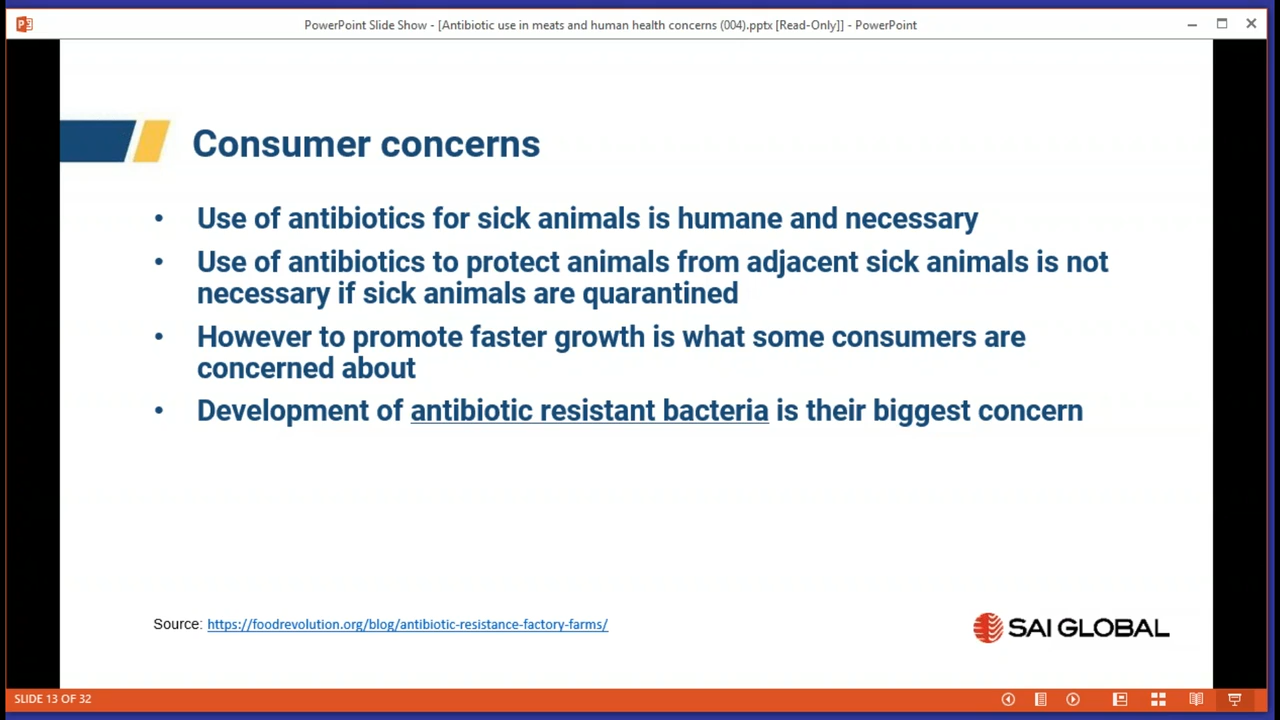 PowerPoint Slide Show - [Antibiotic use in meats and human health concerns (004).pptx [Read-Only]] - PowerPoint
Consumer concerns
• Use of antibiotics for sick animals is humane and necessary
• Use of antibiotics to protect animals from adjacent sick animals is not
necessary if sick animals are quarantined
• However to promote faster growth is what some consumers are
concerned about
• Development of antibiotic resistant bacteria is their biggest concern
Source: https://foodrevolution.org/blog/antibiotic-resistance-factory-farms/
SAI GLOBAL
SLIDE 13 OF 32